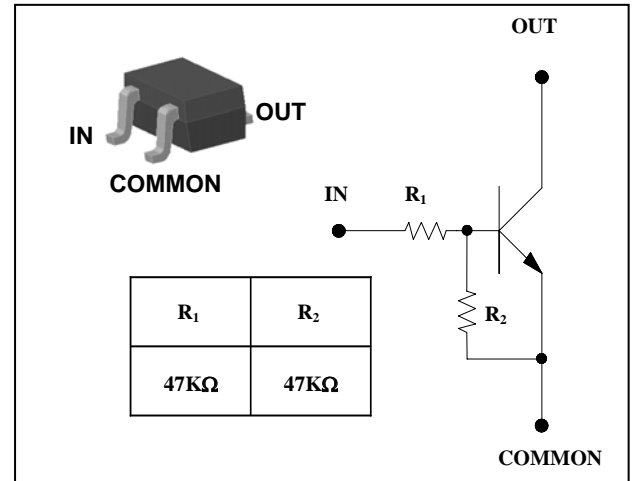 OUT
OUT
IN
COMMON
IN R₁
R₁ R₂
R₂
47KΩ 47KΩ
COMMON